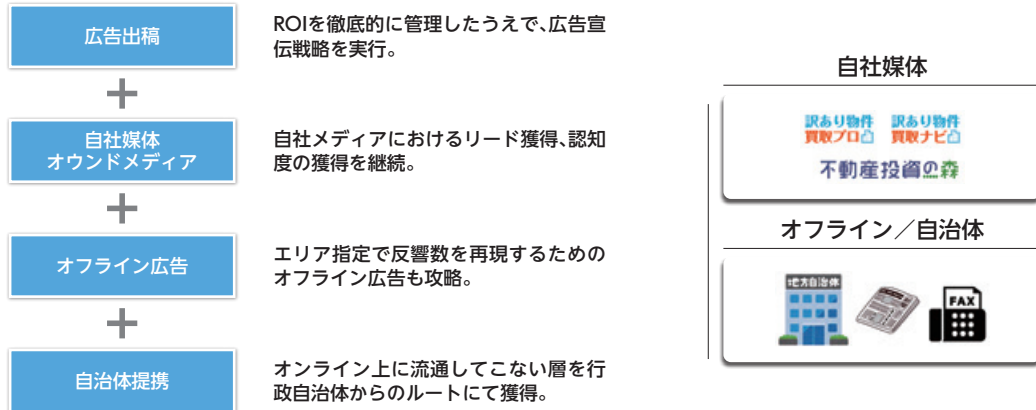 広告出稿
ROIを徹底的に管理したうえで、広告宣
伝戦略を実行。
+
自社媒体
オウンドメディア
自社メディアにおけるリード獲得、認知
度の獲得を継続。
+
オフライン広告
エリア指定で反響数を再現するための
オフライン広告も攻略。
+
自治体提携
オンライン上に流通してこない層を行
政自治体からのルートにて獲得。
自社媒体
訳あり物件
買取プロ
訳あり物件
買取ナビ
不動産投資の森
オフライン／自治体
地方自治体
FAX